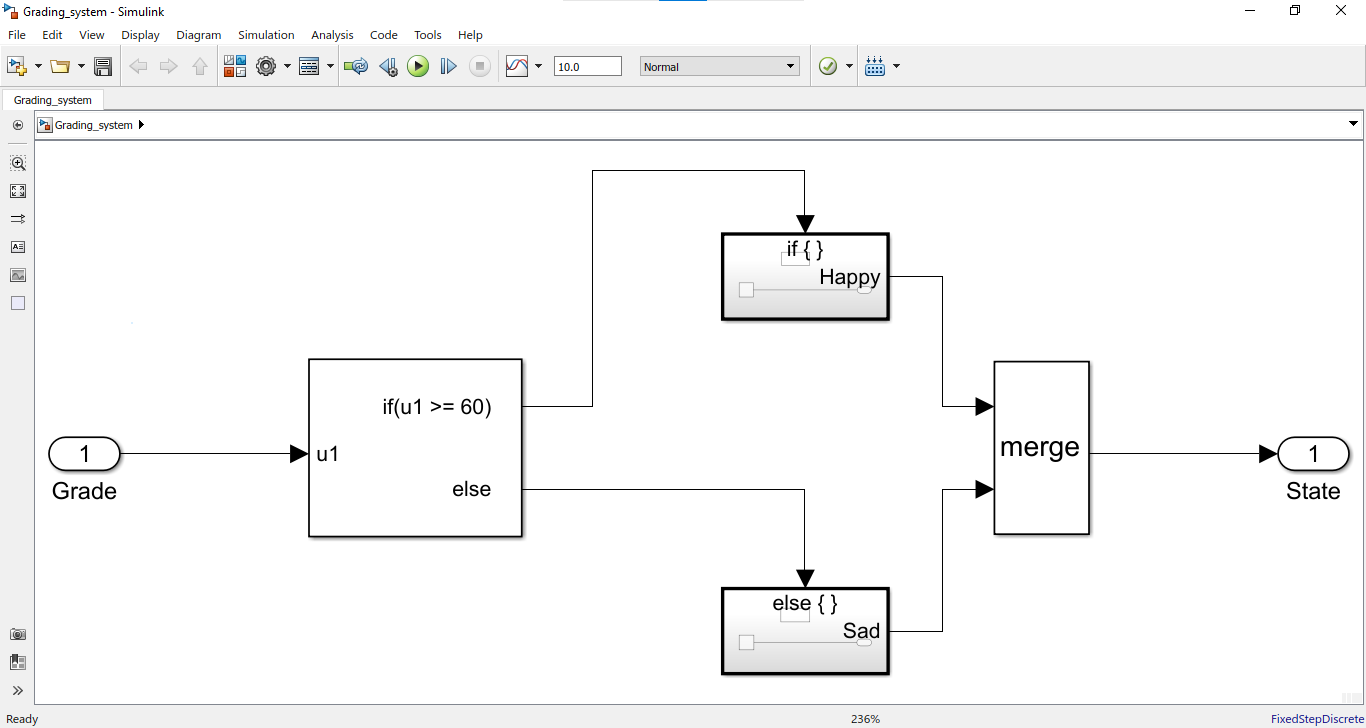 Grading_system - Simulink
File Edit View Display Diagram Simulation Analysis Code Tools Help
10.0
Normal
Grading_system
Grading_system
if { }
Happy
if(u1 >= 60)
u1
else
1
Grade
merge
1
State
else { }
Sad
Ready
236%
FixedStepDiscrete